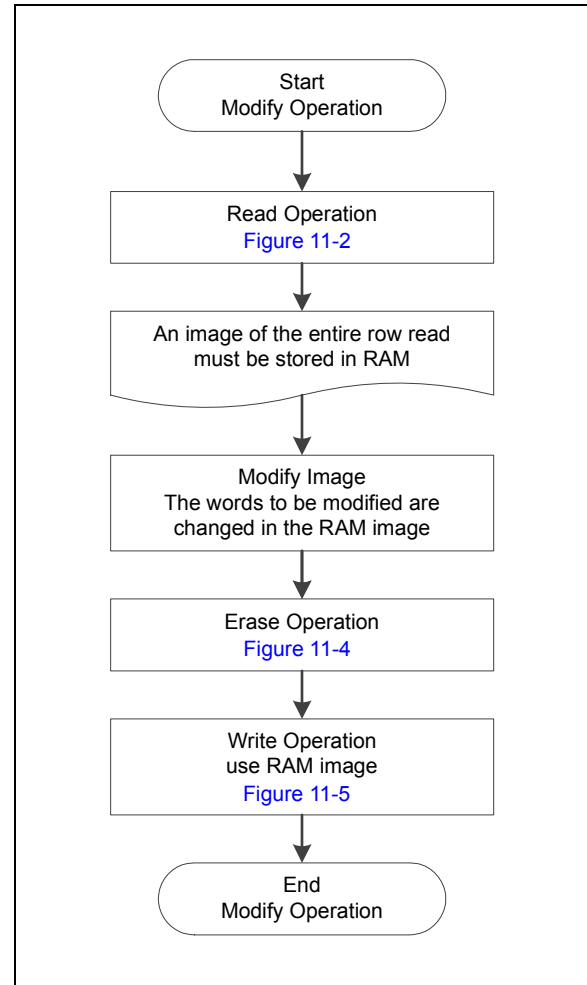 Start
Modify Operation
Read Operation
Figure 11-2
An image of the entire row read
must be stored in RAM
Modify Image
The words to be modified are
changed in the RAM image
Erase Operation
Figure 11-4
Write Operation
use RAM image
Figure 11-5
End
Modify Operation